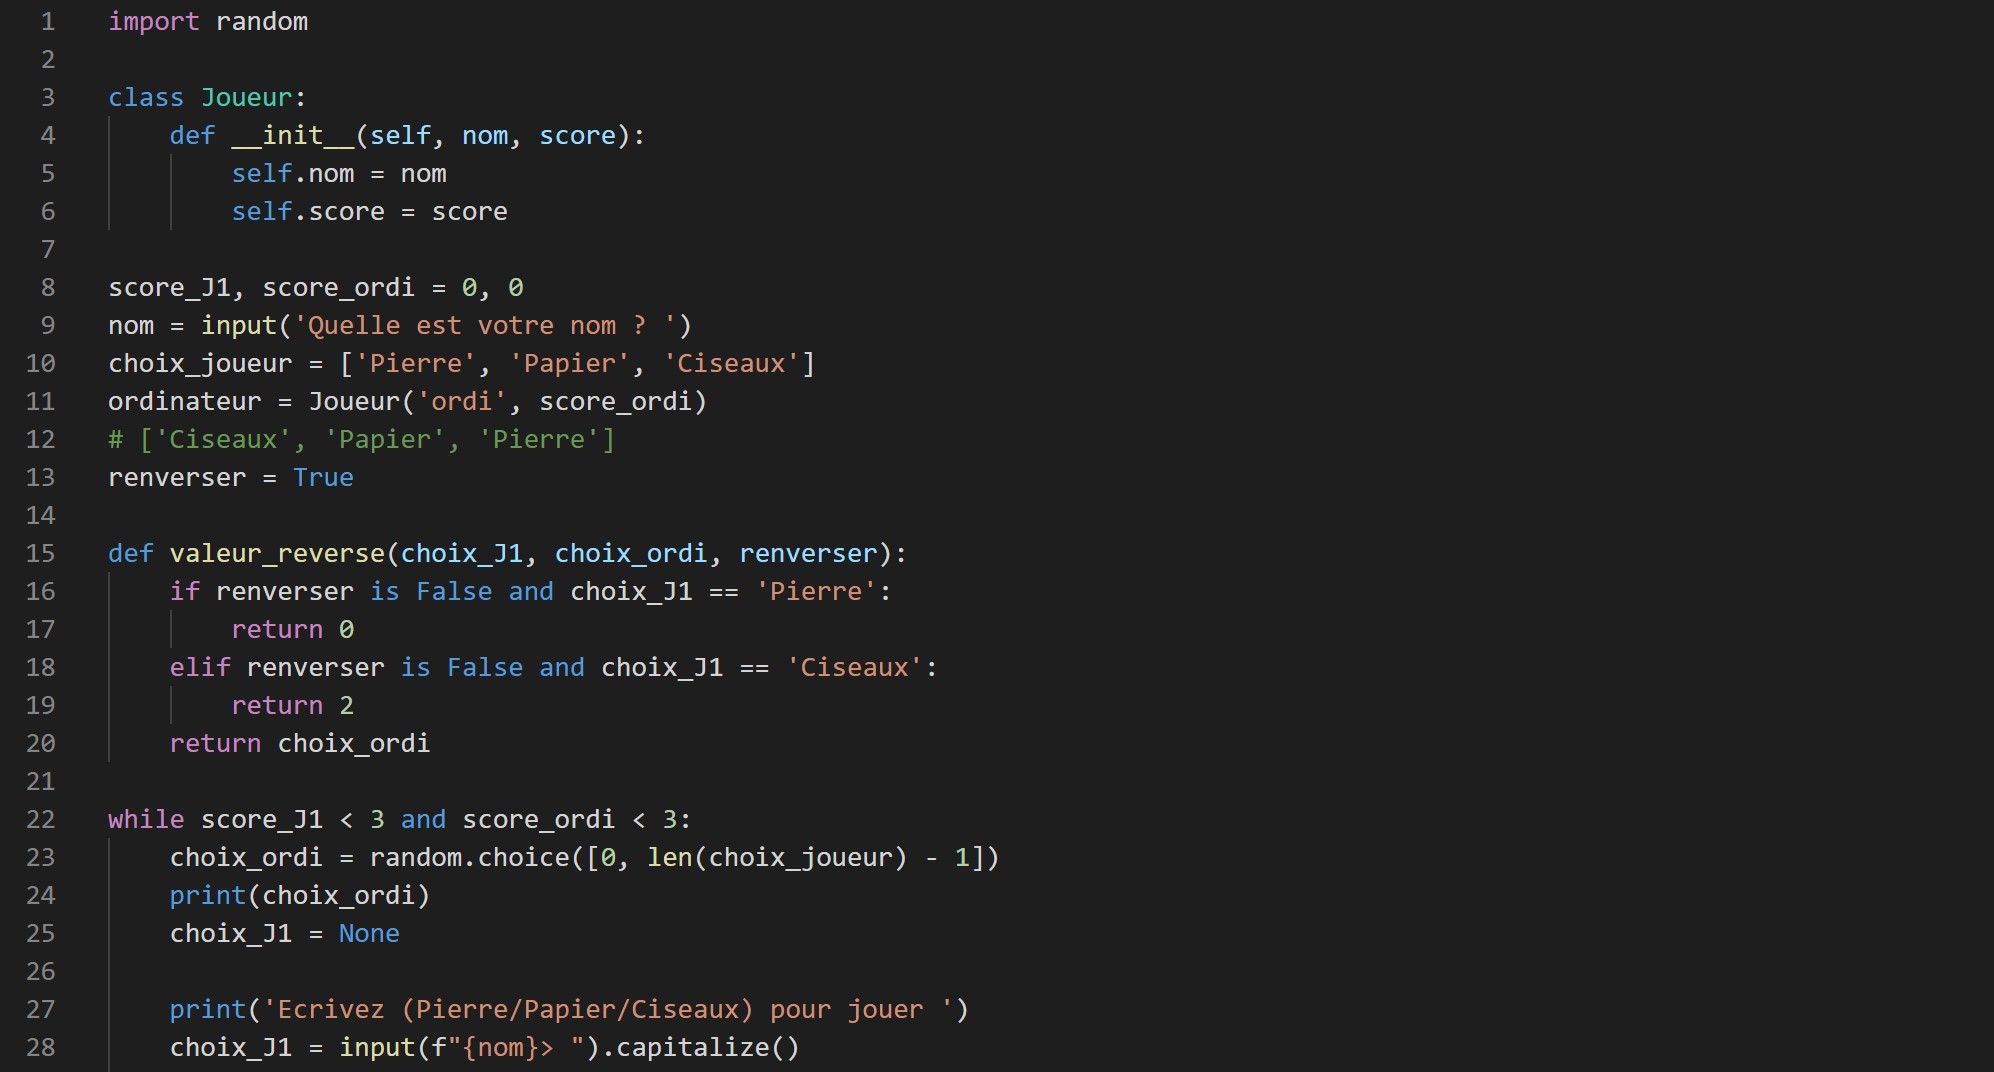 1 import random
2
3 class Joueur:
4     def __init__(self, nom, score):
5         self.nom = nom
6         self.score = score
7
8 score_J1, score_ordi = 0, 0
9 nom = input('Quelle est votre nom ? ')
10 choix_joueur = ['Pierre', 'Papier', 'Ciseaux']
11 ordinateur = Joueur('ordi', score_ordi)
12 # ['Ciseaux', 'Papier', 'Pierre']
13 renverser = True
14
15 def valeur_reverse(choix_J1, choix_ordi, renverser):
16     if renverser is False and choix_J1 == 'Pierre':
17         return 0
18     elif renverser is False and choix_J1 == 'Ciseaux':
19         return 2
20     return choix_ordi
21
22 while score_J1 < 3 and score_ordi < 3:
23     choix_ordi = random.choice([0, len(choix_joueur) - 1])
24     print(choix_ordi)
25     choix_J1 = None
26
27     print('Ecrivez (Pierre/Papier/Ciseaux) pour jouer ')
28     choix_J1 = input(f"{nom}> ").capitalize()